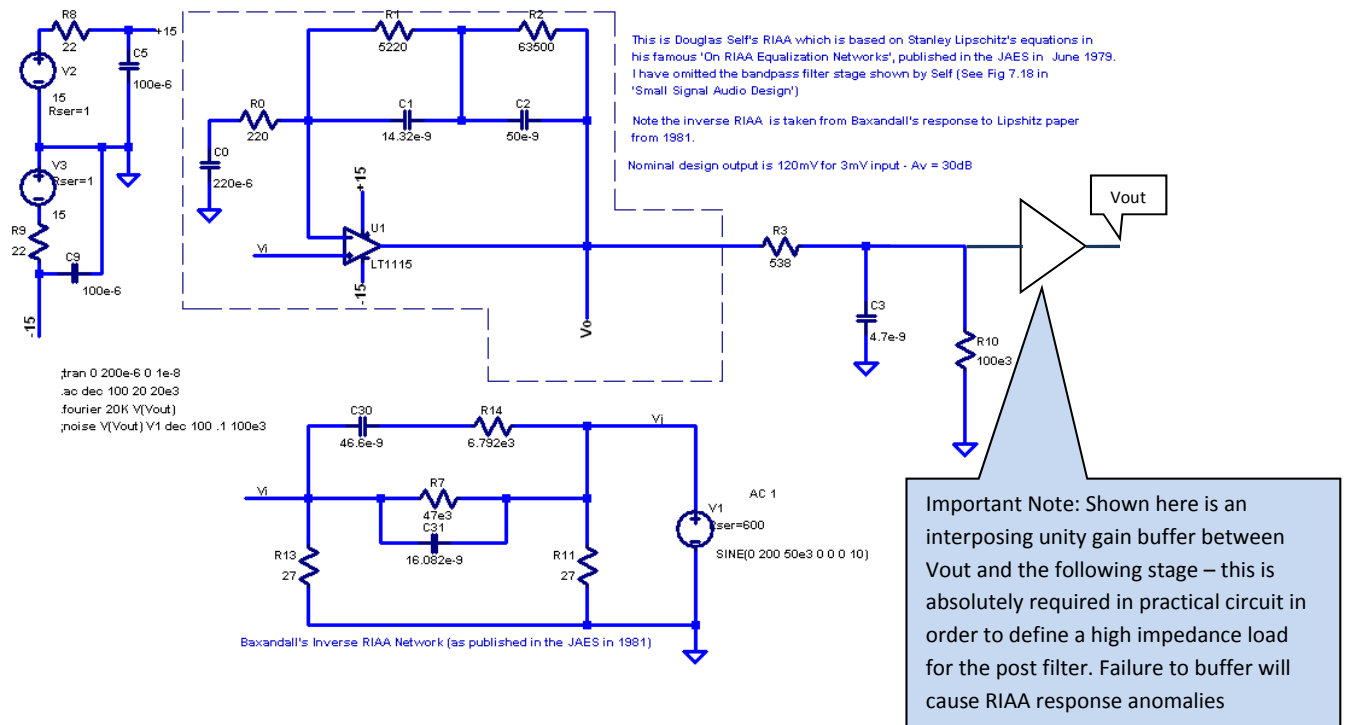 R8
22
+15
C5
100e-6
V2
15
Rser=1
V3
Rser=1
15
R9
22
C9
100e-6
-15
R1
5220
R2
63500
R0
220
C1
14.32e-9
C2
50e-9
C0
220e-6
+15
U1
Vi
LT1115
-15
Vo
This is Douglas Self's RIAA which is based on Stanley Lipschitz's equations in
his famous 'On RIAA Equalization Networks', published in the JAES in June 1979.
I have omitted the bandpass filter stage shown by Self (See Fig 7.18 in
'Small Signal Audio Design')
Note the inverse RIAA is taken from Baxandall's response to Lipshitz paper
from 1981.
Nominal design output is 120mV for 3mV input - Av = 30dB
Vout
R3
538
C3
4.7e-9
R10
100e3
;tran 0 200e-6 0 1e-8
.ac dec 100 20 20e3
.fourier 20K V(Vout)
;noise V(Vout) V1 dec 100 .1 100e3
C30
46.6e-9
R14
6.792e3
Vj
Vi
R7
47e3
C31
16.082e-9
R13
27
R11
27
AC 1
V1
Rser=600
SINE(0 200 50e3 0 0 0 10)
Baxandall's Inverse RIAA Network (as published in the JAES in 1981)
Important Note: Shown here is an
interposing unity gain buffer between
Vout and the following stage – this is
absolutely required in practical circuit in
order to define a high impedance load
for the post filter. Failure to buffer will
cause RIAA response anomalies